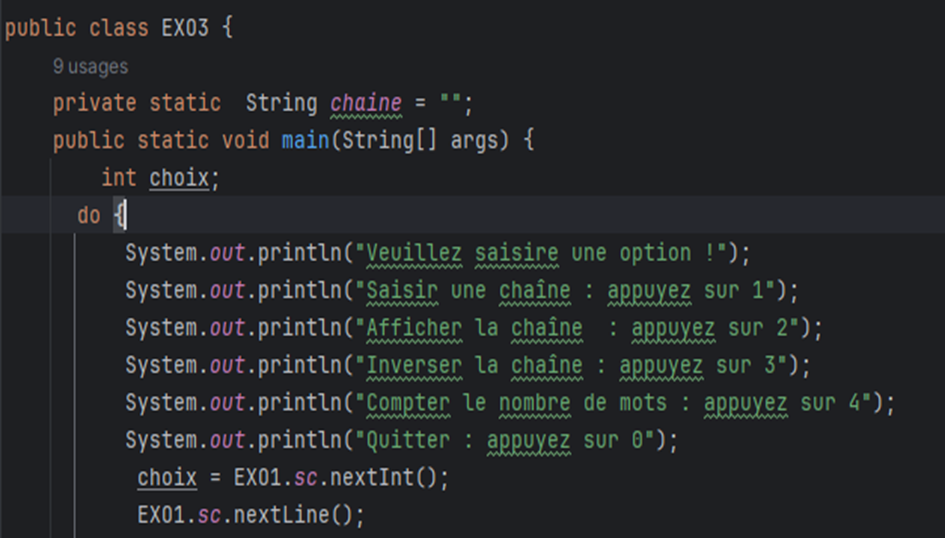 public class EXO3 {
9 usages
private static  String chaine = "";
public static void main(String[] args) {
int choix;
do {
System.out.println("Veuillez saisire une option !");
System.out.println("Saisir une chaîne : appuyez sur 1");
System.out.println("Afficher la chaîne  : appuyez sur 2");
System.out.println("Inverser la chaîne : appuyez sur 3");
System.out.println("Compter le nombre de mots : appuyez sur 4");
System.out.println("Quitter : appuyez sur 0");
choix = EXO1.sc.nextInt();
EXO1.sc.nextLine();